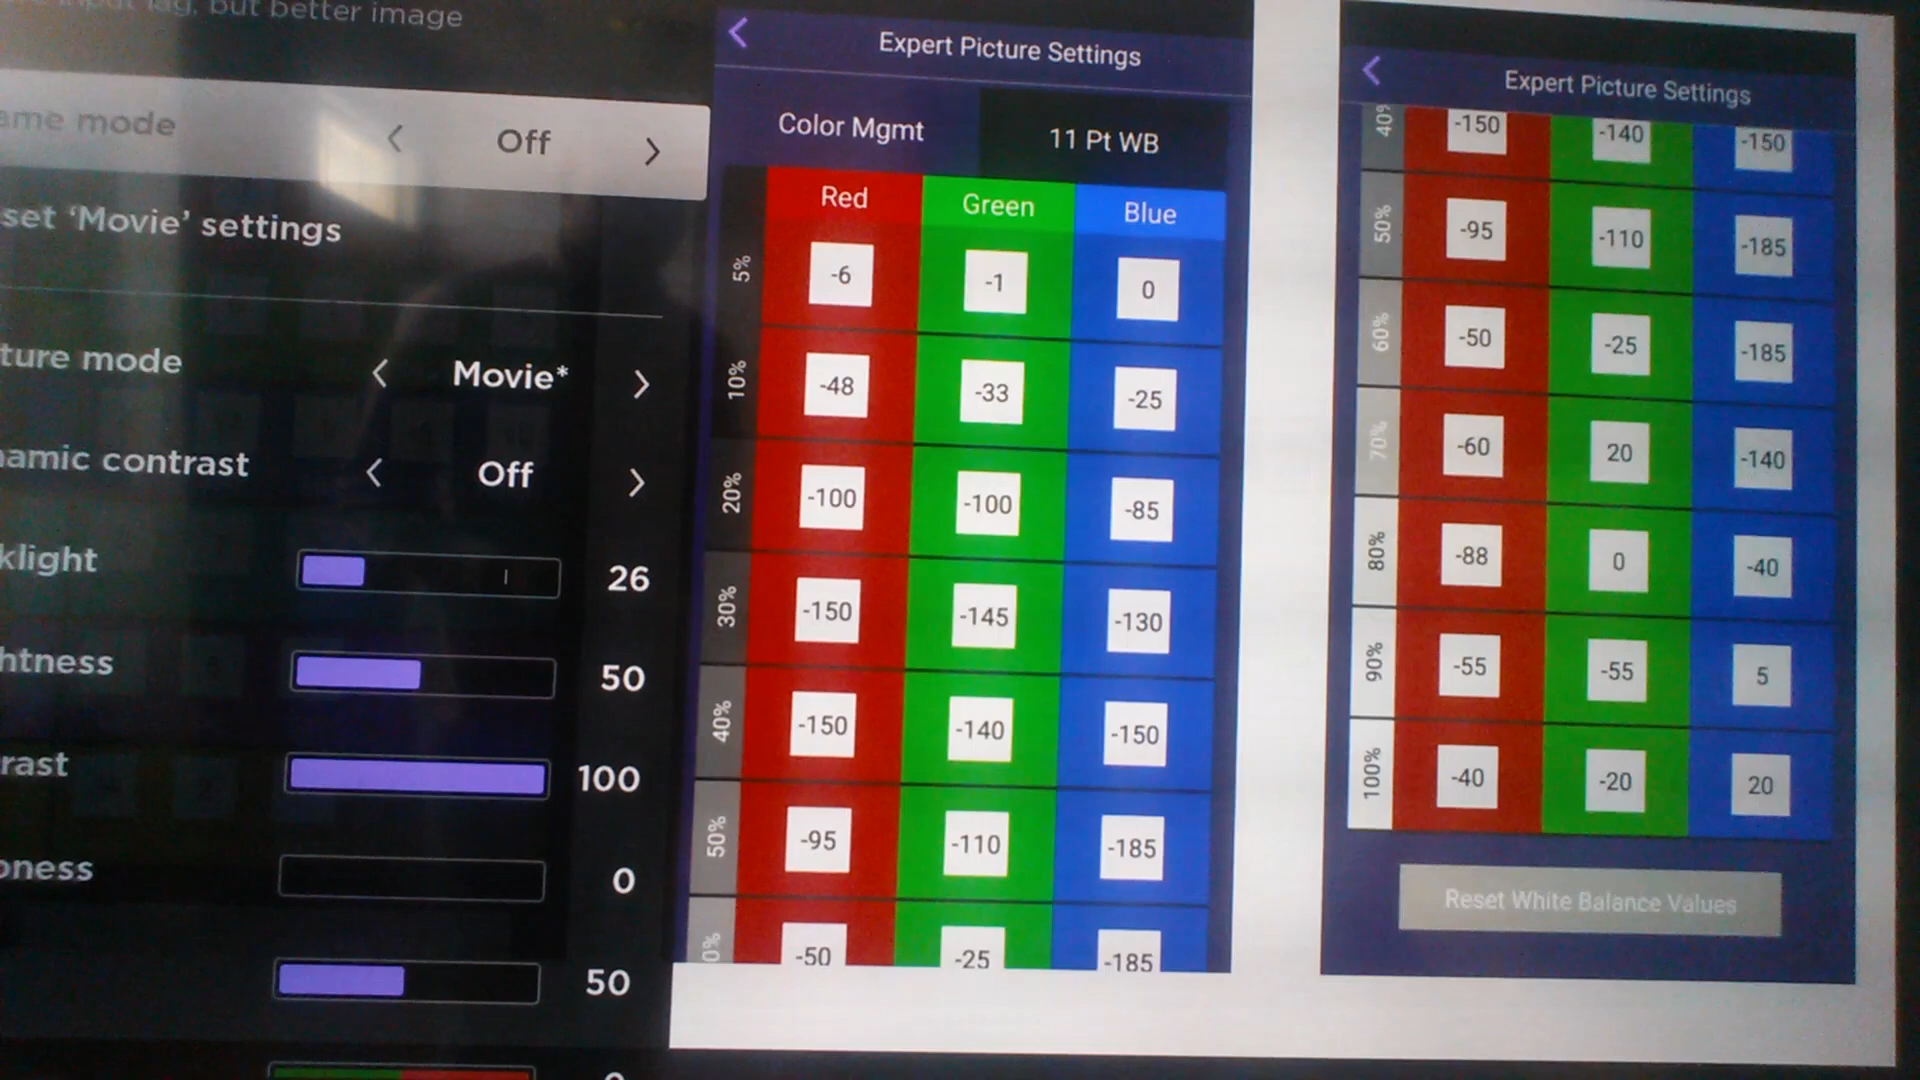 input lag, but better image
ame mode < Off >
set ‘Movie’ settings
ture mode < Movie* >
namic contrast < Off >
klight 26
htness 50
rast 100
oness 0
50
Expert Picture Settings
Color Mgmt 11 Pt WB
Red Green Blue
5% -6 -1 0
10% -48 -33 -25
20% -100 -100 -85
30% -150 -145 -130
40% -150 -140 -150
50% -95 -110 -185
0% -50 -25 -185
Expert Picture Settings
40% -150 -140 -150
50% -95 -110 -185
60% -50 -25 -185
70% -60 20 -140
80% -88 0 -40
90% -55 -55 5
100% -40 -20 20
Reset White Balance Values